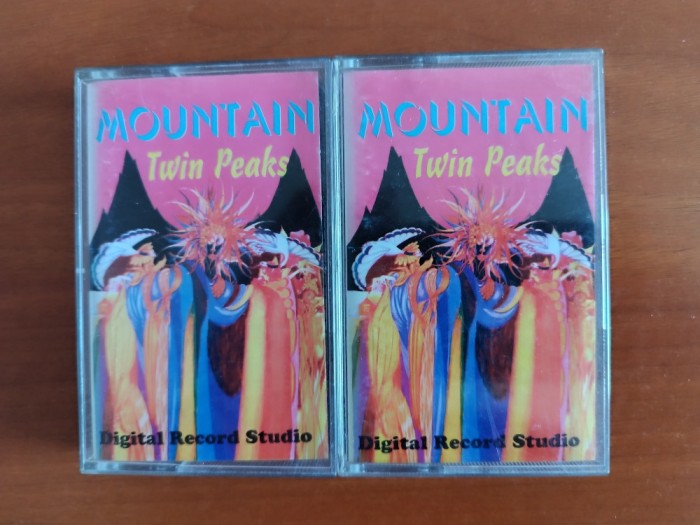 MOUNTAIN
Twin Peaks
Digital Record Studio
MOUNTAIN
Twin Peaks
Digital Record Studio